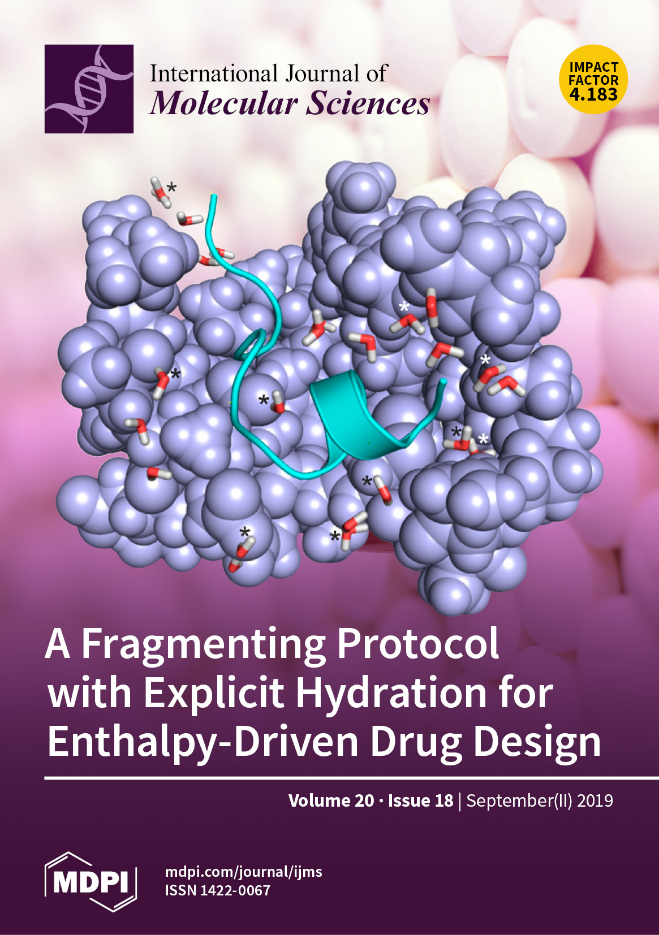 International Journal of
Molecular Sciences
IMPACT
FACTOR
4.183
*
*
*
*
*
*
*
*
*
*
A Fragmenting Protocol
with Explicit Hydration for
Enthalpy-Driven Drug Design
Volume 20 · Issue 18 | September(II) 2019
MDPI
mdpi.com/journal/ijms
ISSN 1422-0067